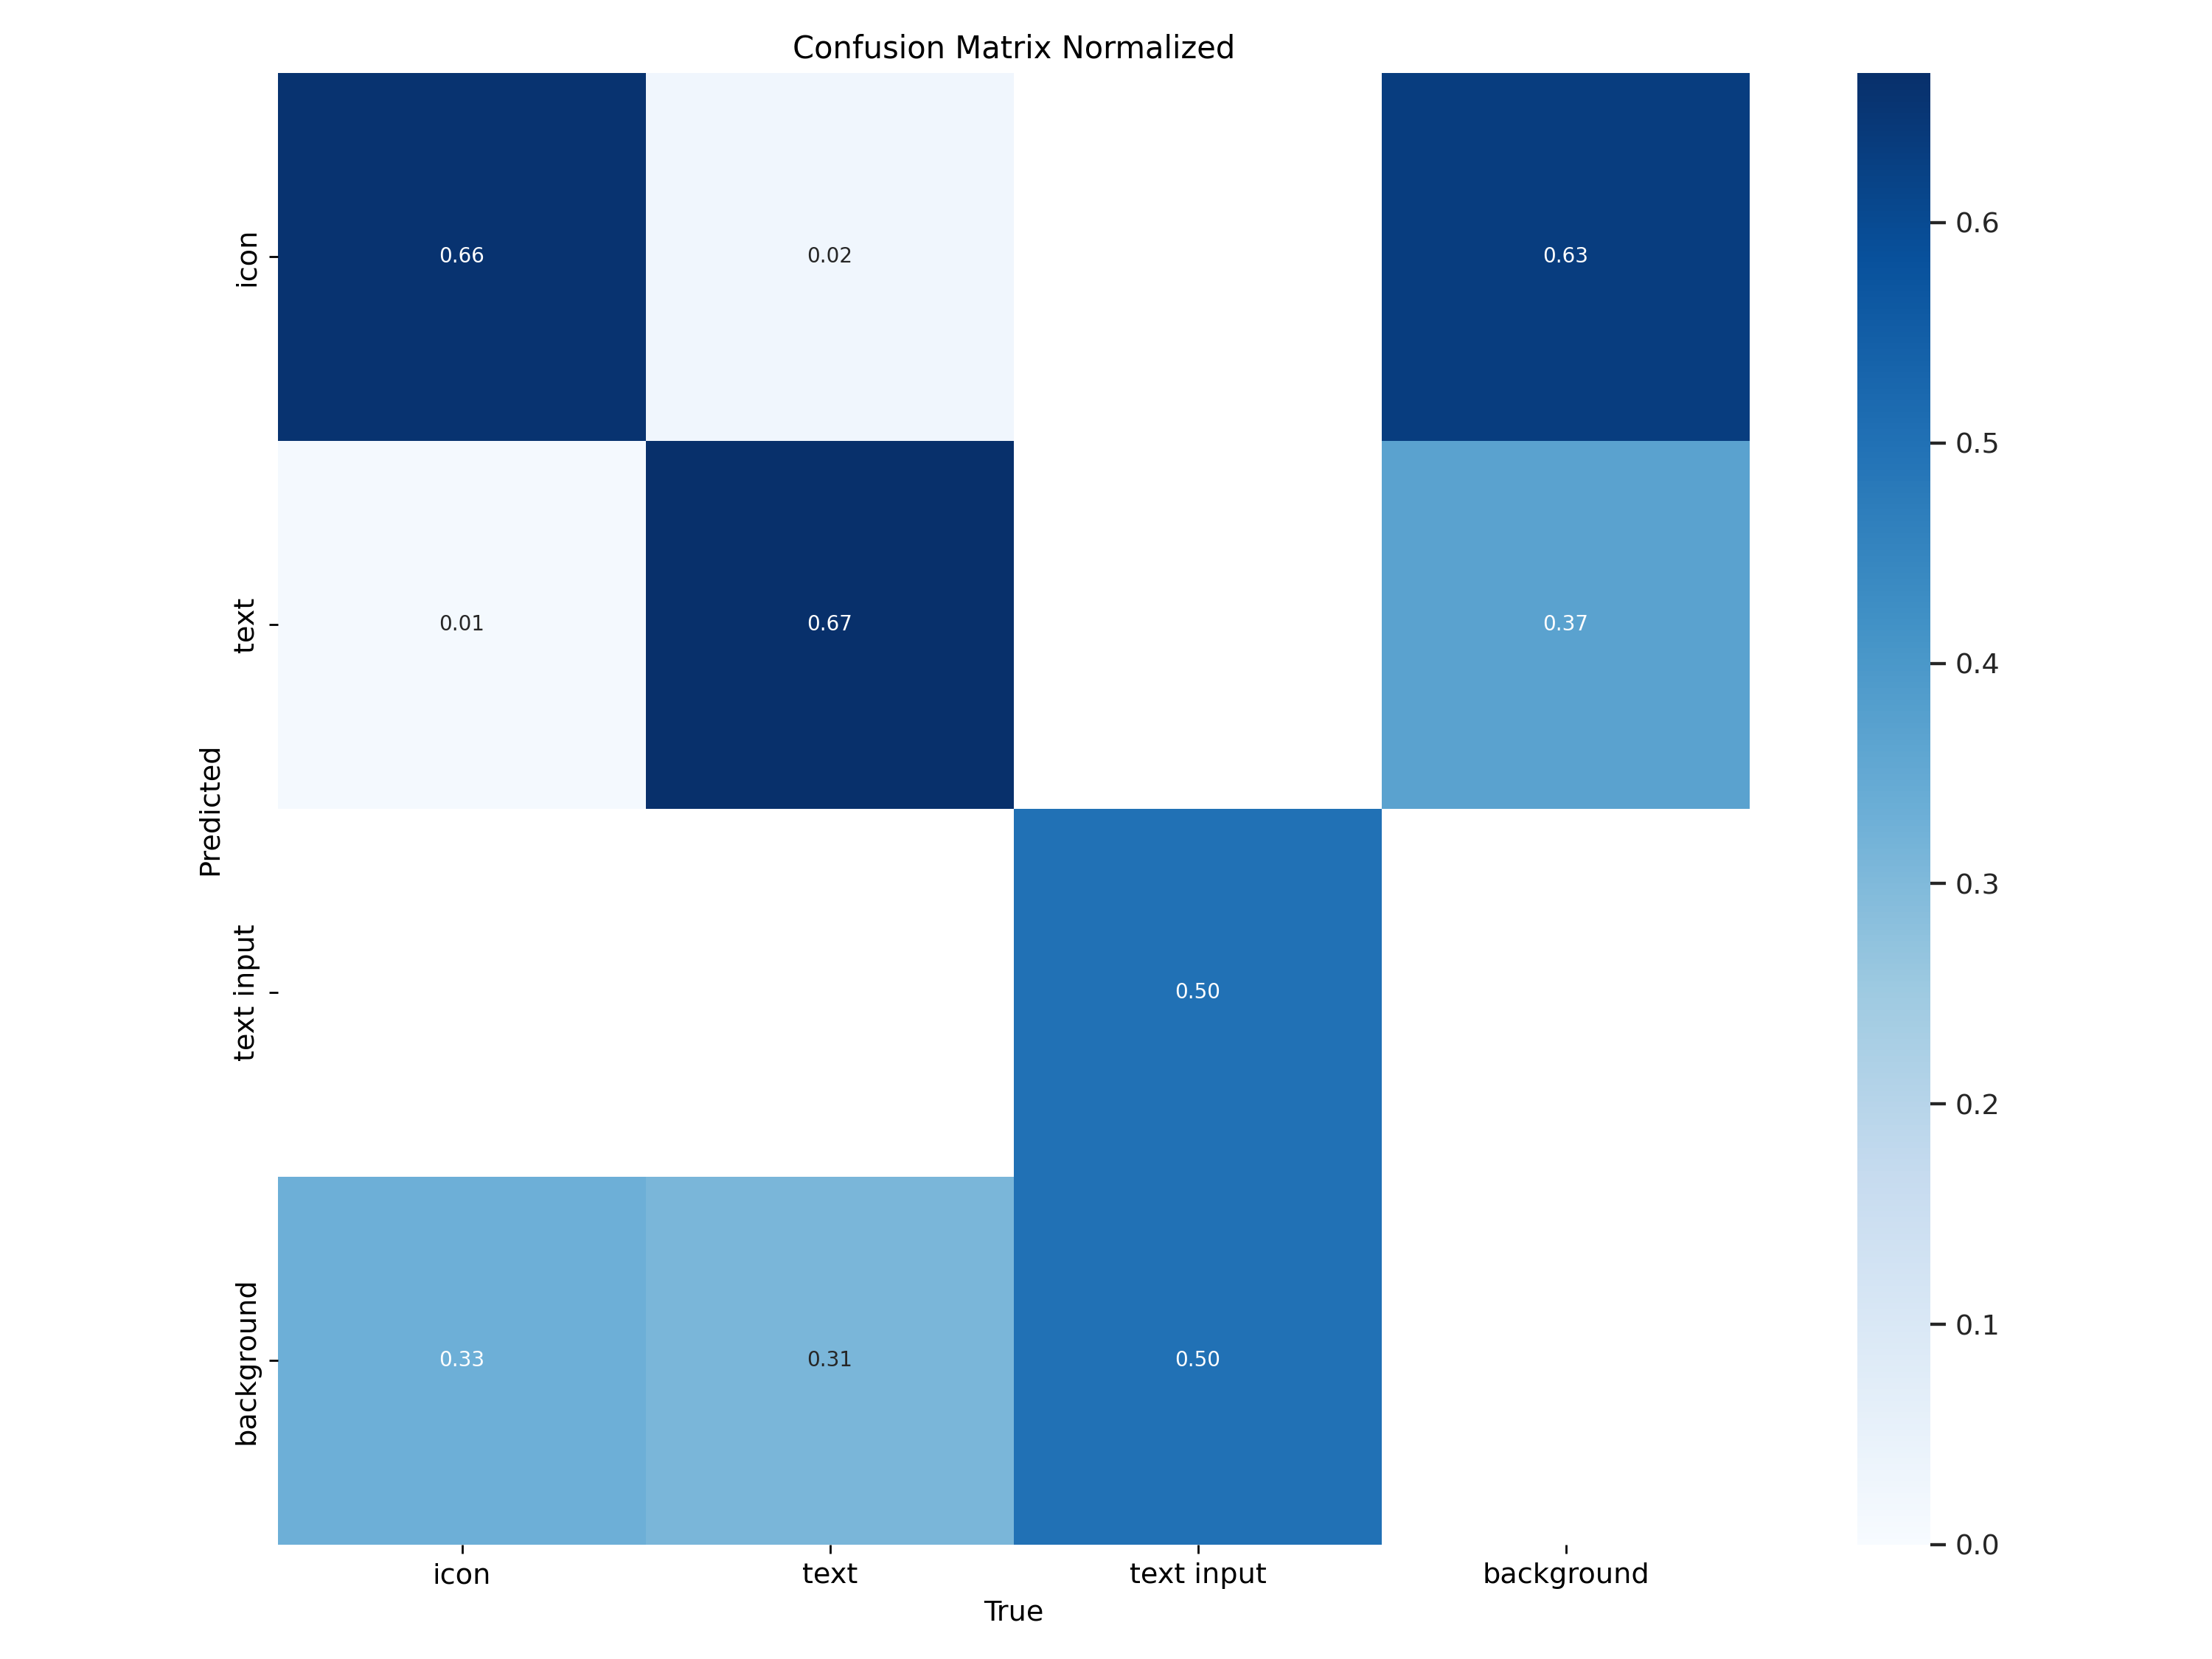 Confusion Matrix Normalized
icon
0.66
0.02
0.63
0.6
text
0.01
0.67
0.37
0.5
0.4
Predicted
text input
0.50
0.3
0.2
background
0.33
0.31
0.50
0.1
0.0
icon
text
text input
background
True